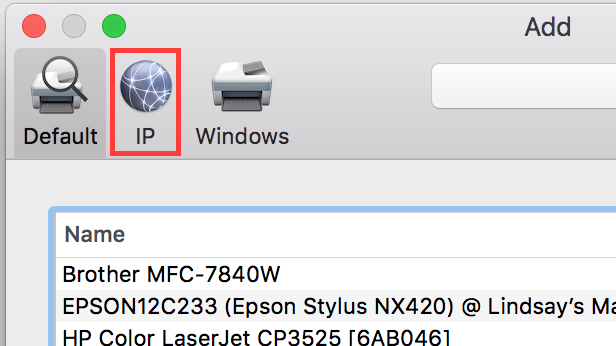 Add
Default IP Windows
Name
Brother MFC-7840W
EPSON12C233 (Epson Stylus NX420) @ Lindsay’s Ma
HP Color LaserJet CP3525 [6AB046]